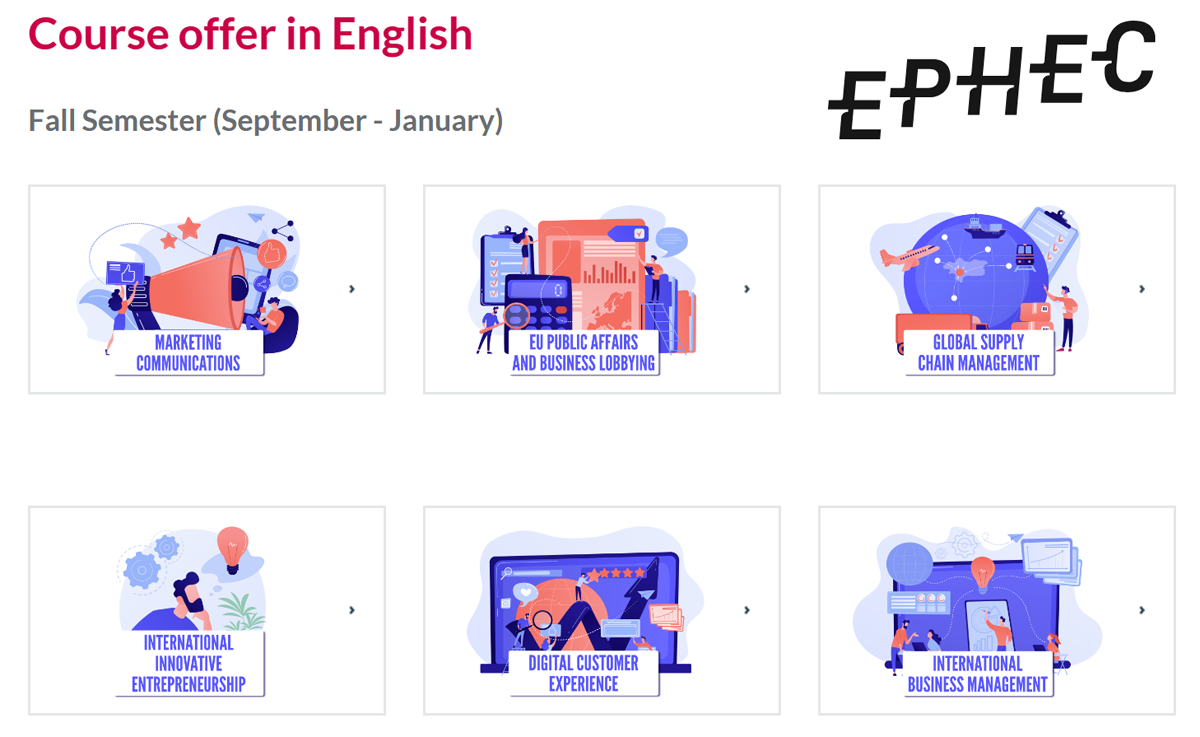 Course offer in English
EPHEC
Fall Semester (September - January)
MARKETING
COMMUNICATIONS
0
EU PUBLIC AFFAIRS
AND BUSINESS LOBBYING
GLOBAL SUPPLY
CHAIN MANAGEMENT
INTERNATIONAL
INNOVATIVE
ENTREPRENEURSHIP
DIGITAL CUSTOMER
EXPERIENCE
INTERNATIONAL
BUSINESS MANAGEMENT